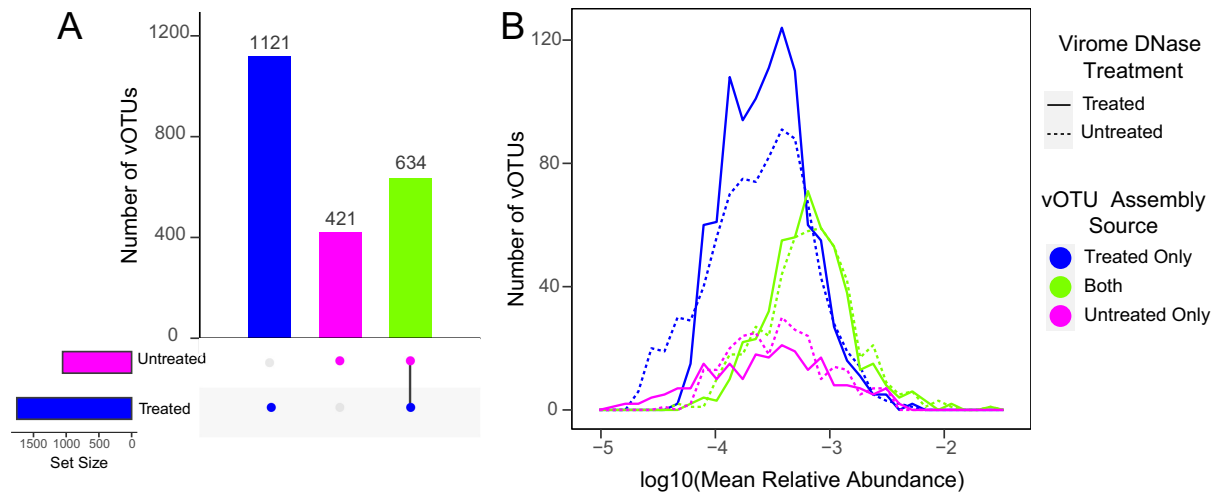 A
Number of vOTUs
1200
800
400
0
1121
421
634
Untreated
Treated
1500 1000 500 0
Set Size
B
Number of vOTUs
120
80
40
0
−5 −4 −3 −2
log10(Mean Relative Abundance)
Virome DNase
Treatment
Treated
Untreated
vOTU Assembly
Source
Treated Only
Both
Untreated Only